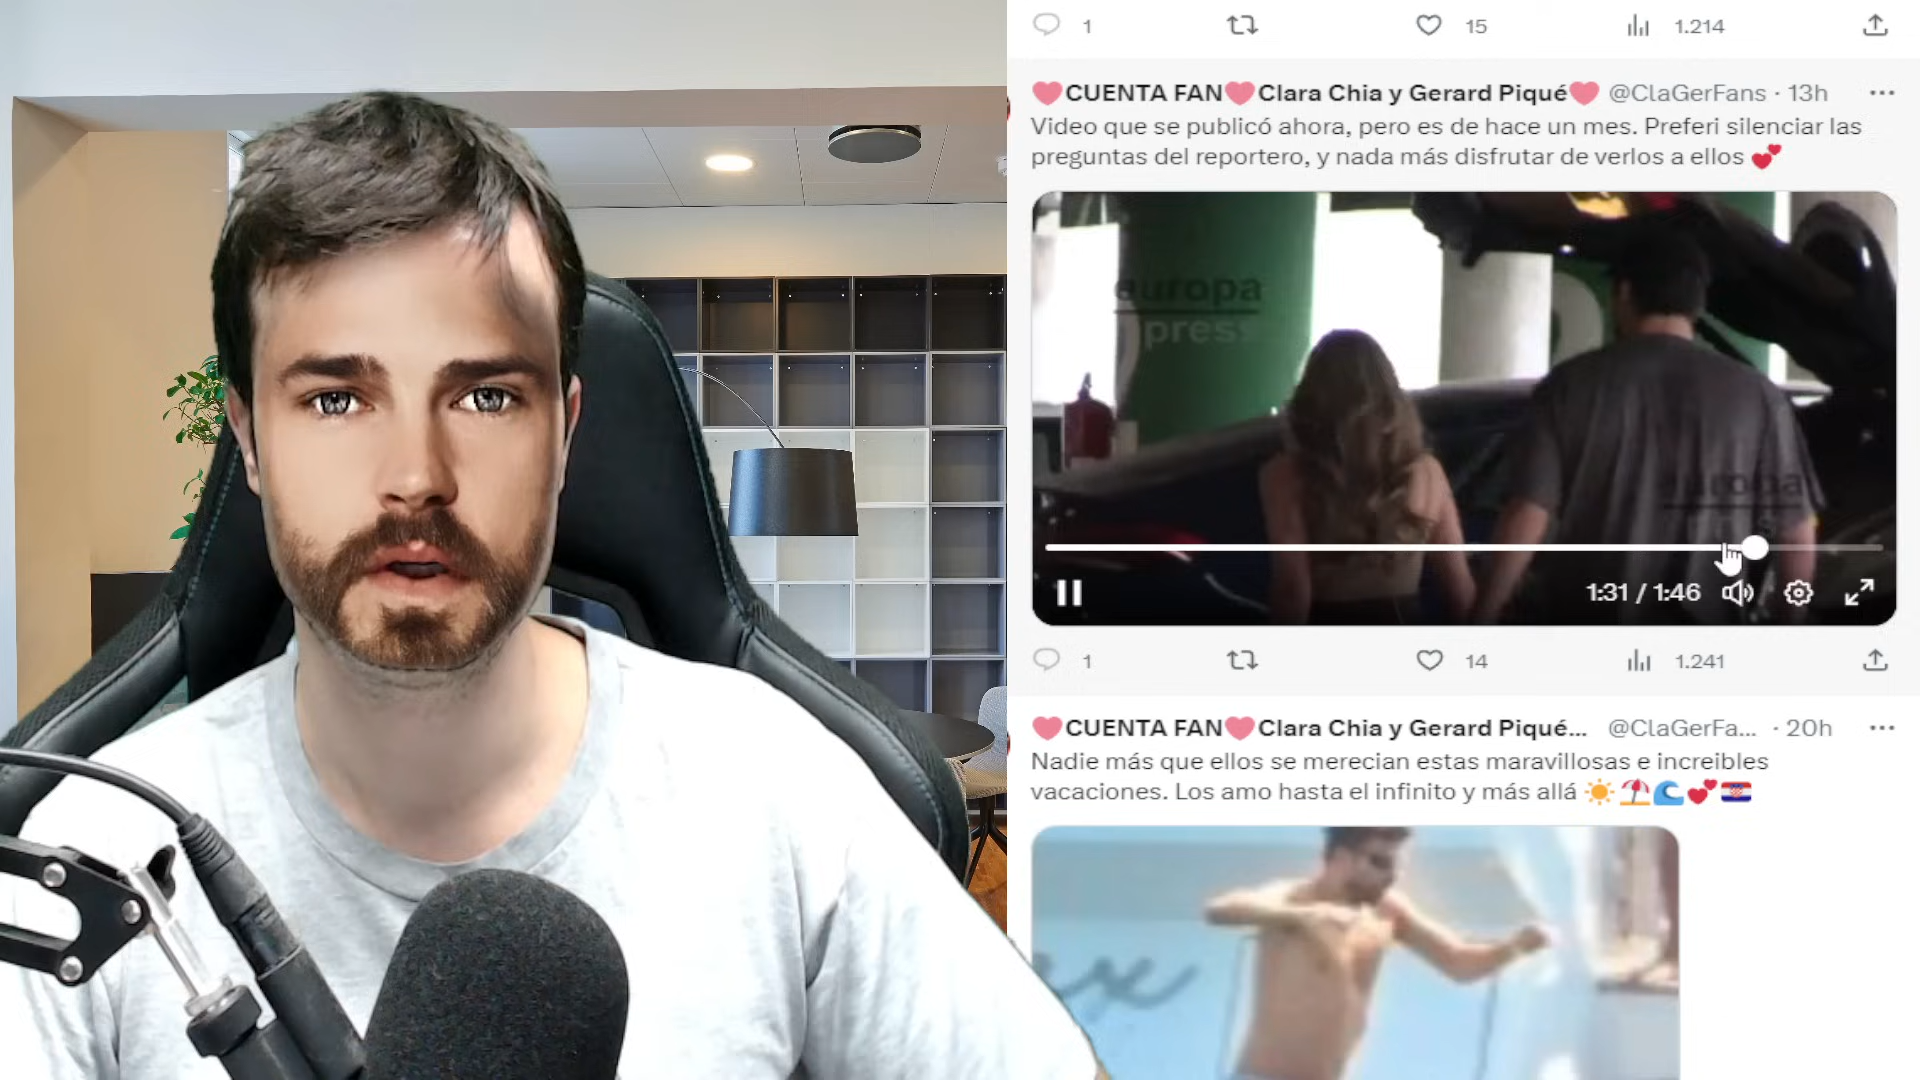 1 15 1.214
❤CUENTA FAN❤Clara Chia y Gerard Piqué❤ @ClaGerFans · 13h ...
Video que se publicó ahora, pero es de hace un mes. Preferi silenciar las
preguntas del reportero, y nada más disfrutar de verlos a ellos 💕
europa
press
europa
1:31 / 1:46
1 14 1.241
❤CUENTA FAN❤Clara Chia y Gerard Piqué... @ClaGerFa... · 20h ...
Nadie más que ellos se merecian estas maravillosas e increibles
vacaciones. Los amo hasta el infinito y más allá ☀️⛱️🌊💕🇭🇷